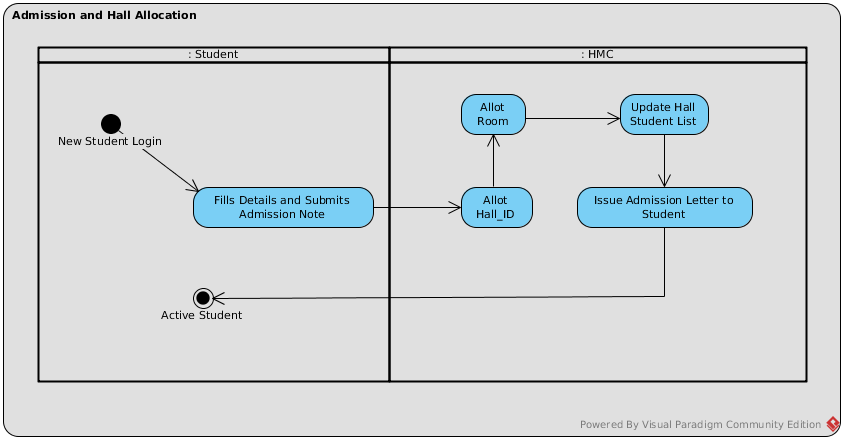 Admission and Hall Allocation
: Student
: HMC
New Student Login
Fills Details and Submits
Admission Note
Allot
Hall_ID
Allot
Room
Update Hall
Student List
Issue Admission Letter to
Student
Active Student
Powered By Visual Paradigm Community Edition